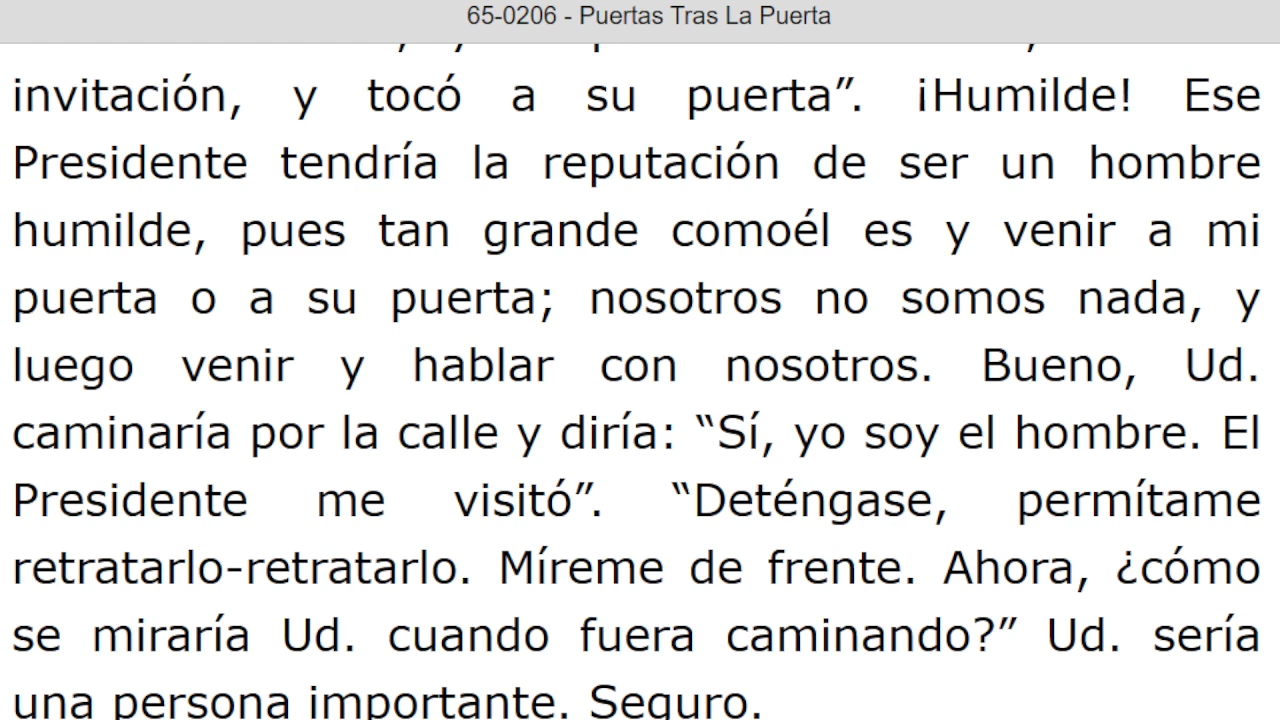 65-0206 - Puertas Tras La Puerta
invitación, y tocó a su puerta”. ¡Humilde! Ese
Presidente tendría la reputación de ser un hombre
humilde, pues tan grande comoél es y venir a mi
puerta o a su puerta; nosotros no somos nada, y
luego venir y hablar con nosotros. Bueno, Ud.
caminaría por la calle y diría: “Sí, yo soy el hombre. El
Presidente me visitó”. “Deténgase, permítame
retratarlo-retratarlo. Míreme de frente. Ahora, ¿cómo
se miraría Ud. cuando fuera caminando?” Ud. sería
una persona importante. Seguro.